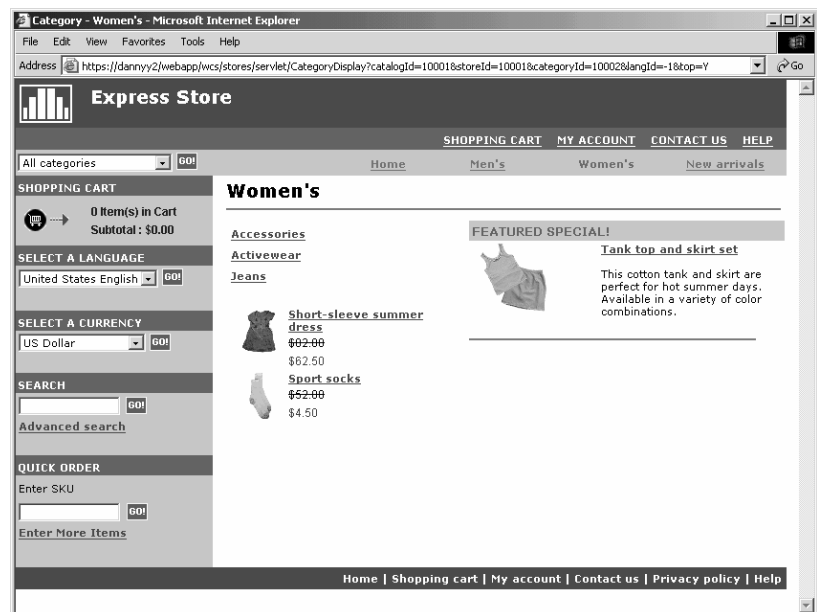 Category - Women's - Microsoft Internet Explorer
File Edit View Favorites Tools Help
Address https://dannyy2/webapp/wcs/stores/servlet/CategoryDisplay?catalogId=10001&storeId=10001&categoryId=10002&langId=-1&top=Y Go
Express Store
SHOPPING CART MY ACCOUNT CONTACT US HELP
All categories GO!
Home Men's Women's New arrivals
SHOPPING CART
0 Item(s) in Cart
Subtotal : $0.00
SELECT A LANGUAGE
United States English GO!
SELECT A CURRENCY
US Dollar GO!
SEARCH
GO!
Advanced search
QUICK ORDER
Enter SKU
GO!
Enter More Items
Women's
Accessories
Activewear
Jeans
Short-sleeve summer
dress
$82.00
$62.50
Sport socks
$52.00
$4.50
FEATURED SPECIAL!
Tank top and skirt set
This cotton tank and skirt are
perfect for hot summer days.
Available in a variety of color
combinations.
Home | Shopping cart | My account | Contact us | Privacy policy | Help